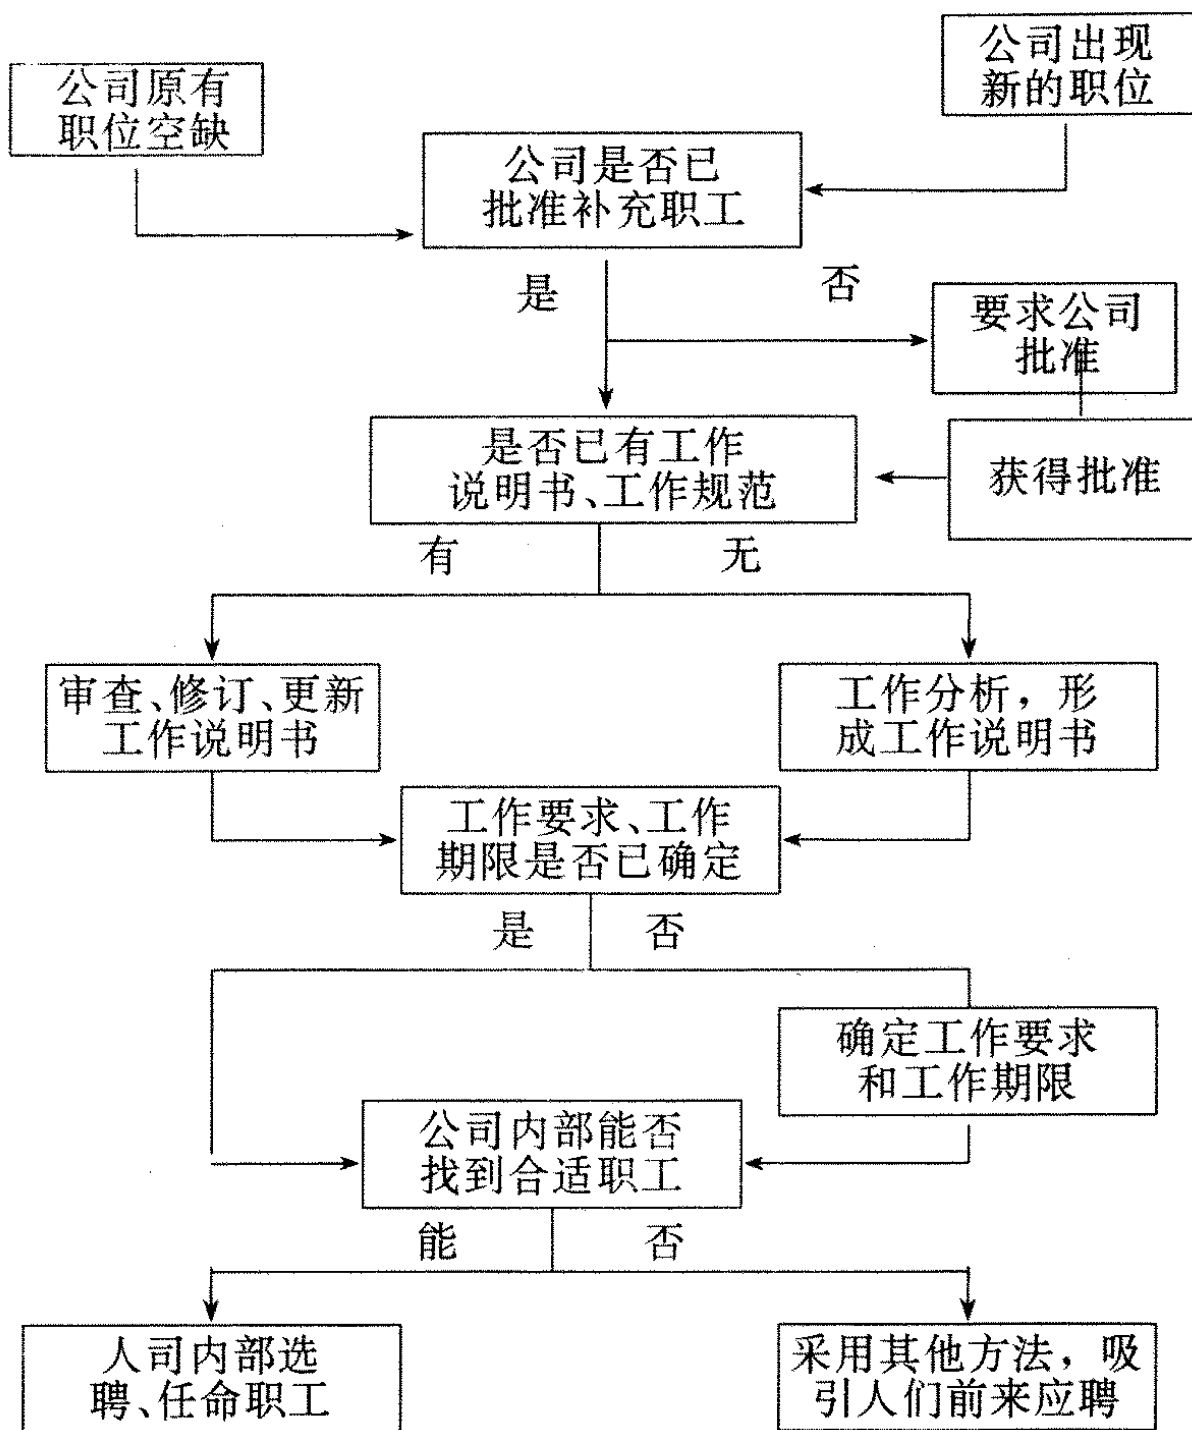 公司出现
新的职位
公司原有
职位空缺
公司是否已
批准补充职工
是
否
要求公司
批准
是否已有工作
说明书、工作规范
获得批准
有
无
审查、修订、更新
工作说明书
工作分析，形
成工作说明书
工作要求、工作
期限是否已确定
是
否
确定工作要求
和工作期限
公司内部能否
找到合适职工
能
否
人司内部选
聘、任命职工
采用其他方法，吸
引人们前来应聘